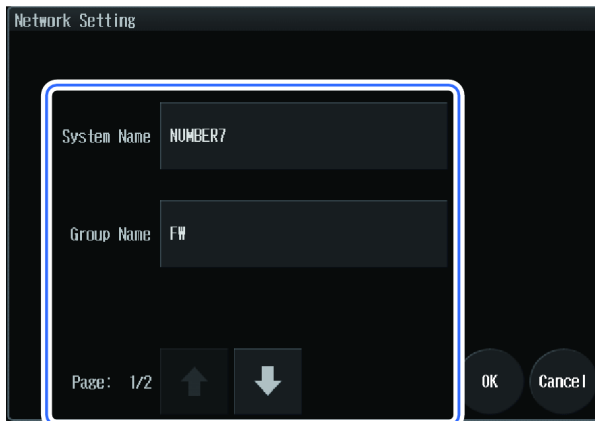 Network Setting
System Name NUMBER7
Group Name FW
Page: 1/2
OK Cancel